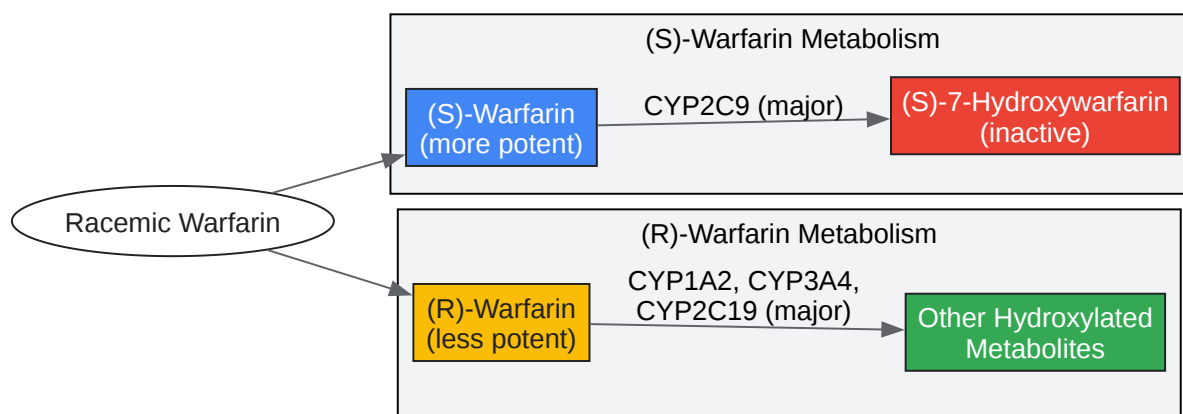 (S)-Warfarin Metabolism
(S)-Warfarin
(more potent)
CYP2C9 (major)
(S)-7-Hydroxywarfarin
(inactive)
Racemic Warfarin
(R)-Warfarin Metabolism
(R)-Warfarin
(less potent)
CYP1A2, CYP3A4,
CYP2C19 (major)
Other Hydroxylated
Metabolites